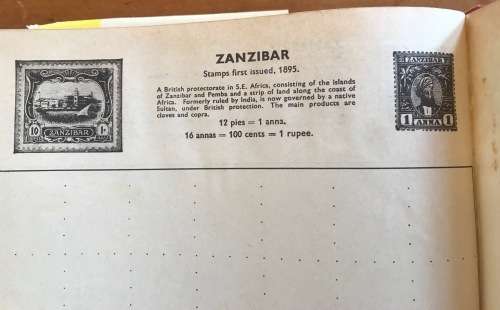 ZANZIBAR
Stamps first issued, 1895.
A British protectorate in S.E. Africa, consisting of the islands
of Zanzibar and Pemba and a strip of land along the coast of
Africa. Formerly ruled by India, is now governed by a native
Sultan, under British protection. The main products are
cloves and copra.
12 pies = 1 anna.
16 annas = 100 cents = 1 rupee.
10
ZANZIBAR
1
ANNA
1